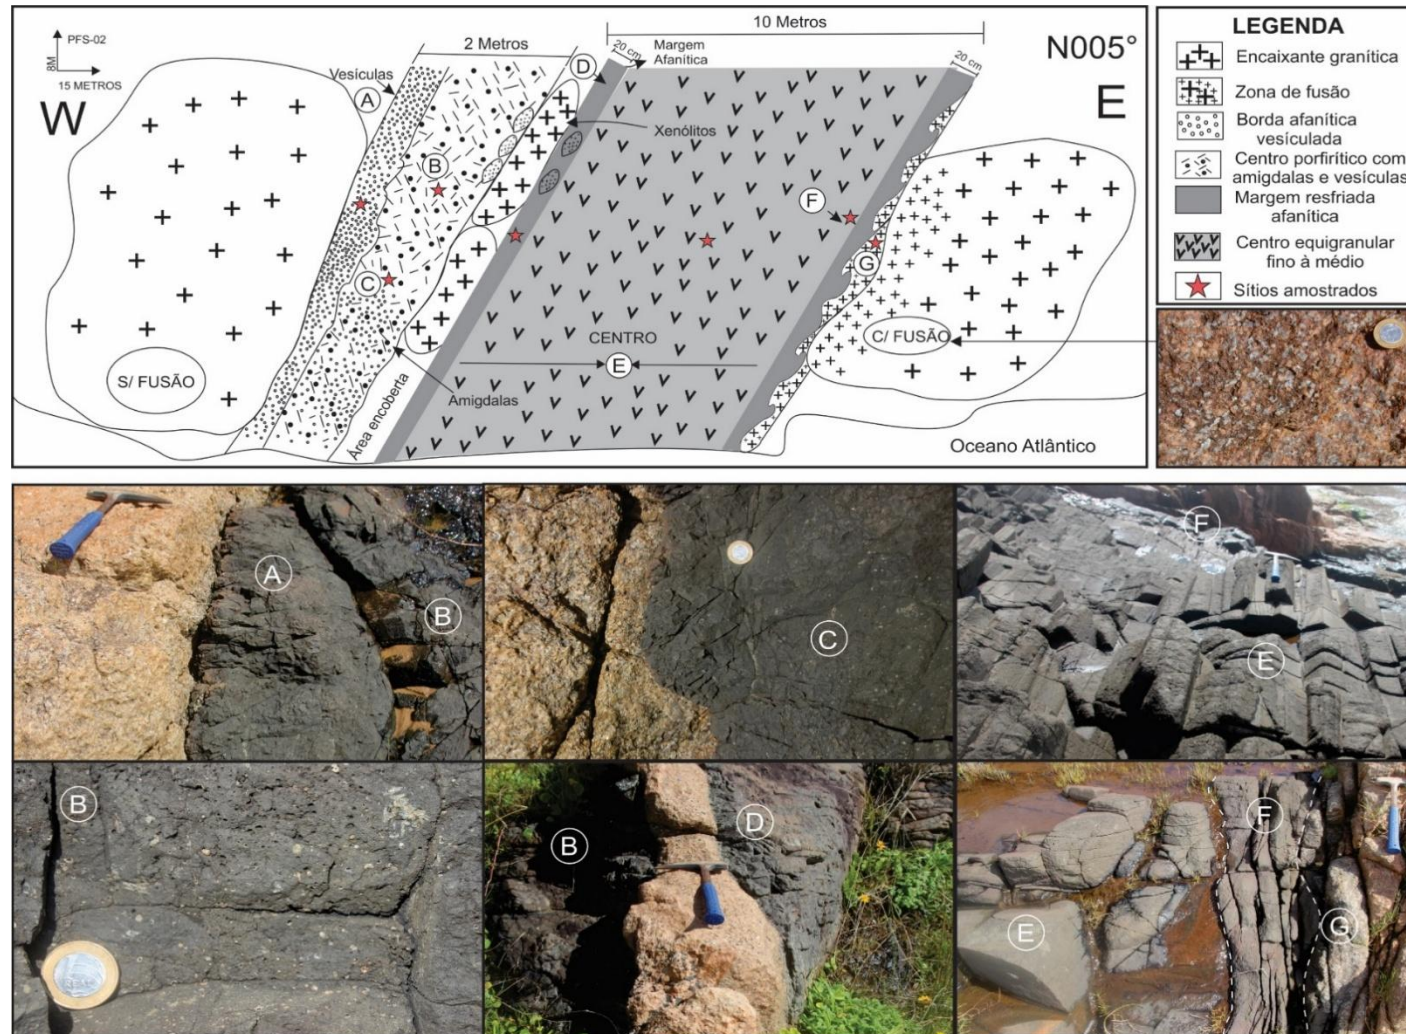 PFS-02
8M
15 METROS
W
Vesículas
2 Metros
20 cm
Margem
Afanítica
10 Metros
20 cm
N005°
E
A
B
C
D
Xenólitos
F
G
CENTRO
E
S/ FUSÃO
C/ FUSÃO
Amigdalas
Área encoberta
Oceano Atlântico
LEGENDA
Encaixante granítica
Zona de fusão
Borda afanítica
vesículada
Centro porfirítico com
amigdalas e vesículas
Margem resfriada
afanítica
Centro equigranular
fino à médio
Sítios amostrados
A
B
C
F
E
B
B
D
E
F
G